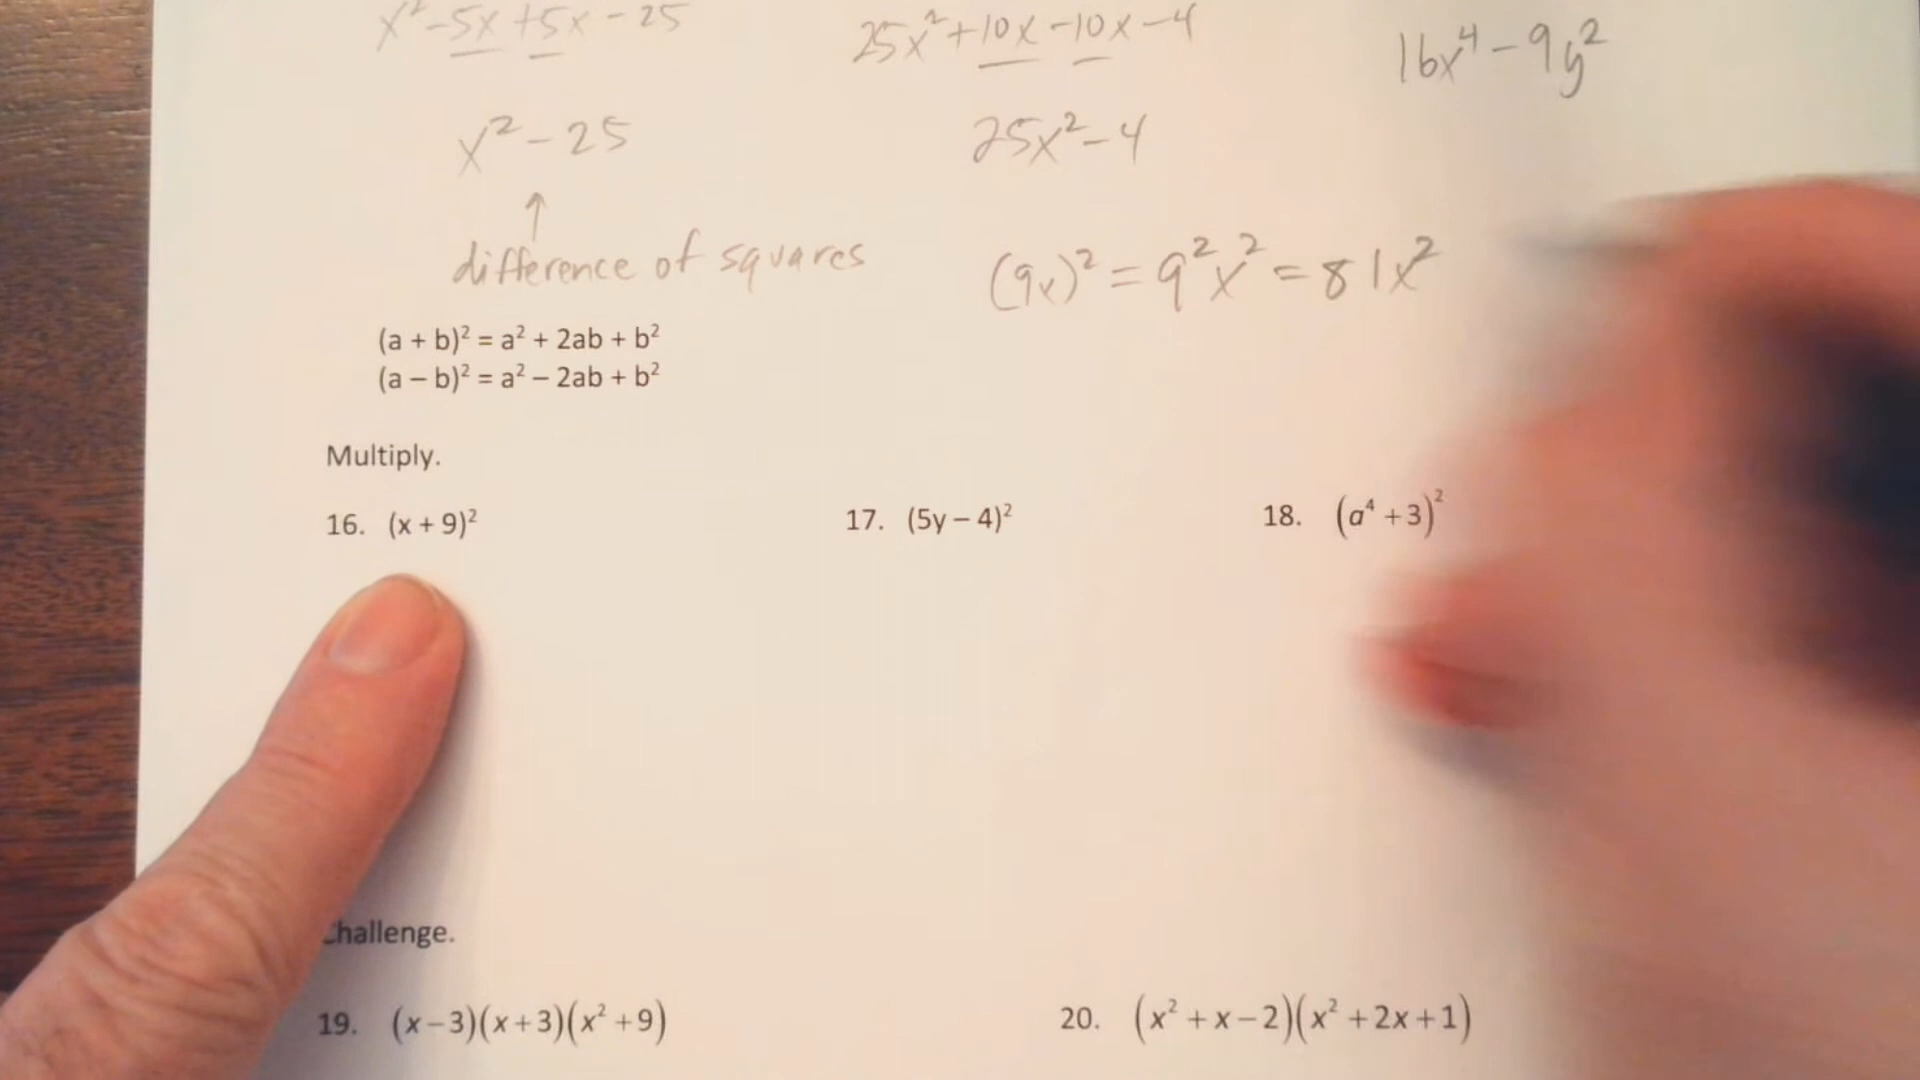 x² – 5x + 5x – 25
25x² + 10x – 10x – 4
16x⁴ – 9y²
x² – 25
25x² – 4
↑
difference of squares
(9x)² = 9²x² = 81x²
(a + b)² = a² + 2ab + b²
(a – b)² = a² – 2ab + b²
Multiply.
16. (x + 9)²
17. (5y – 4)²
18. (a⁴ + 3)²
Challenge.
19. (x – 3)(x + 3)(x² + 9)
20. (x² + x – 2)(x² + 2x + 1)